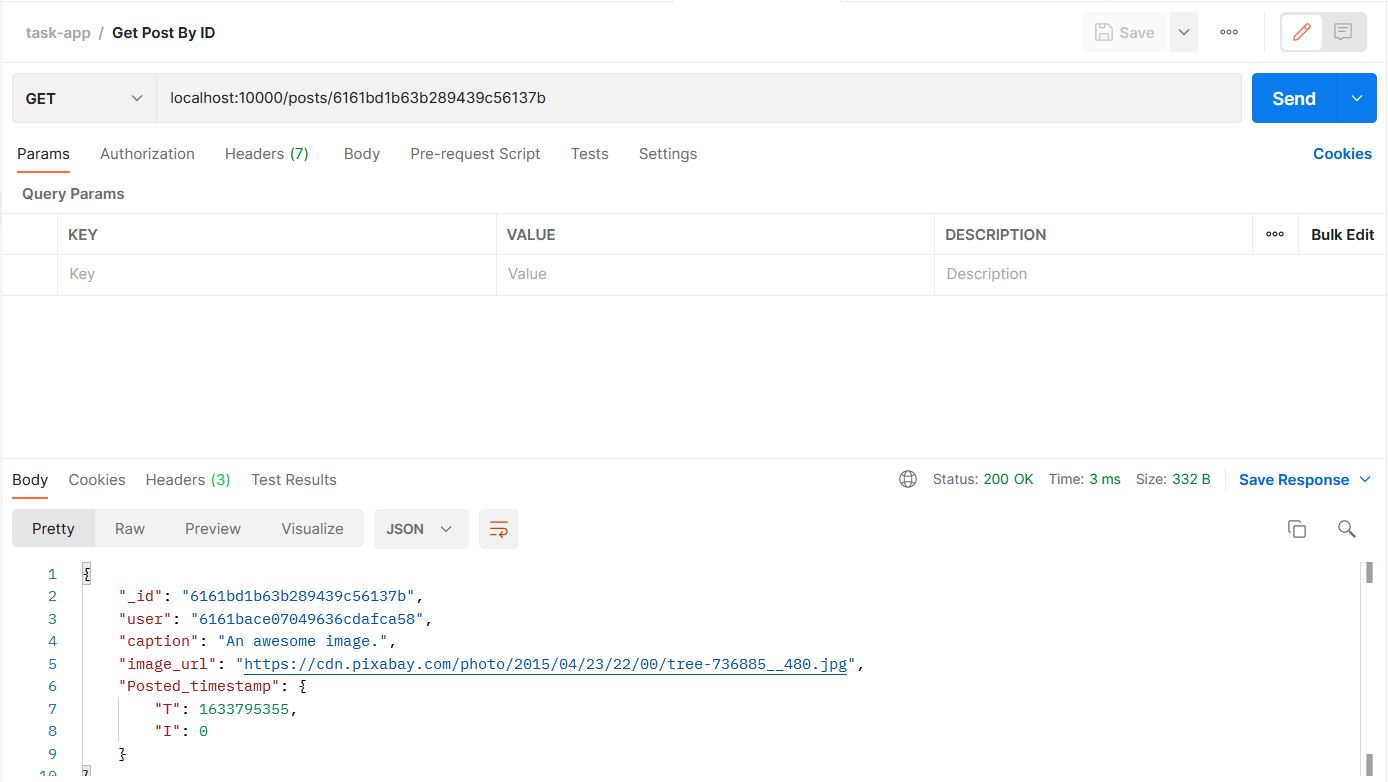 task-app / Get Post By ID Save
GET localhost:10000/posts/6161bd1b63b289439c56137b Send
Params Authorization Headers (7) Body Pre-request Script Tests Settings Cookies
Query Params
KEY VALUE DESCRIPTION Bulk Edit
Key Value Description
Body Cookies Headers (3) Test Results Status: 200 OK Time: 3 ms Size: 332 B Save Response
Pretty Raw Preview Visualize JSON
1 {
2 "_id": "6161bd1b63b289439c56137b",
3 "user": "6161bace07049636cdafca58",
4 "caption": "An awesome image.",
5 "image_url": "https://cdn.pixabay.com/photo/2015/04/23/22/00/tree-736885__480.jpg",
6 "Posted_timestamp": {
7 "T": 1633795355,
8 "I": 0
9 }
10 }